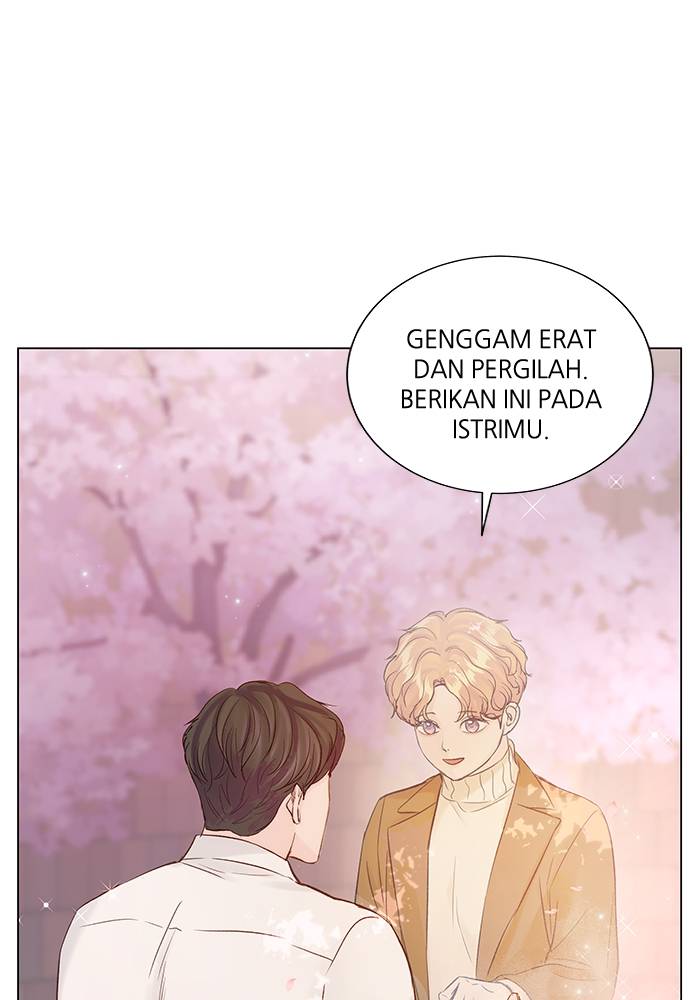 GENGGAM ERAT
DAN PERGILAH.
BERIKAN INI PADA
ISTRIMU.